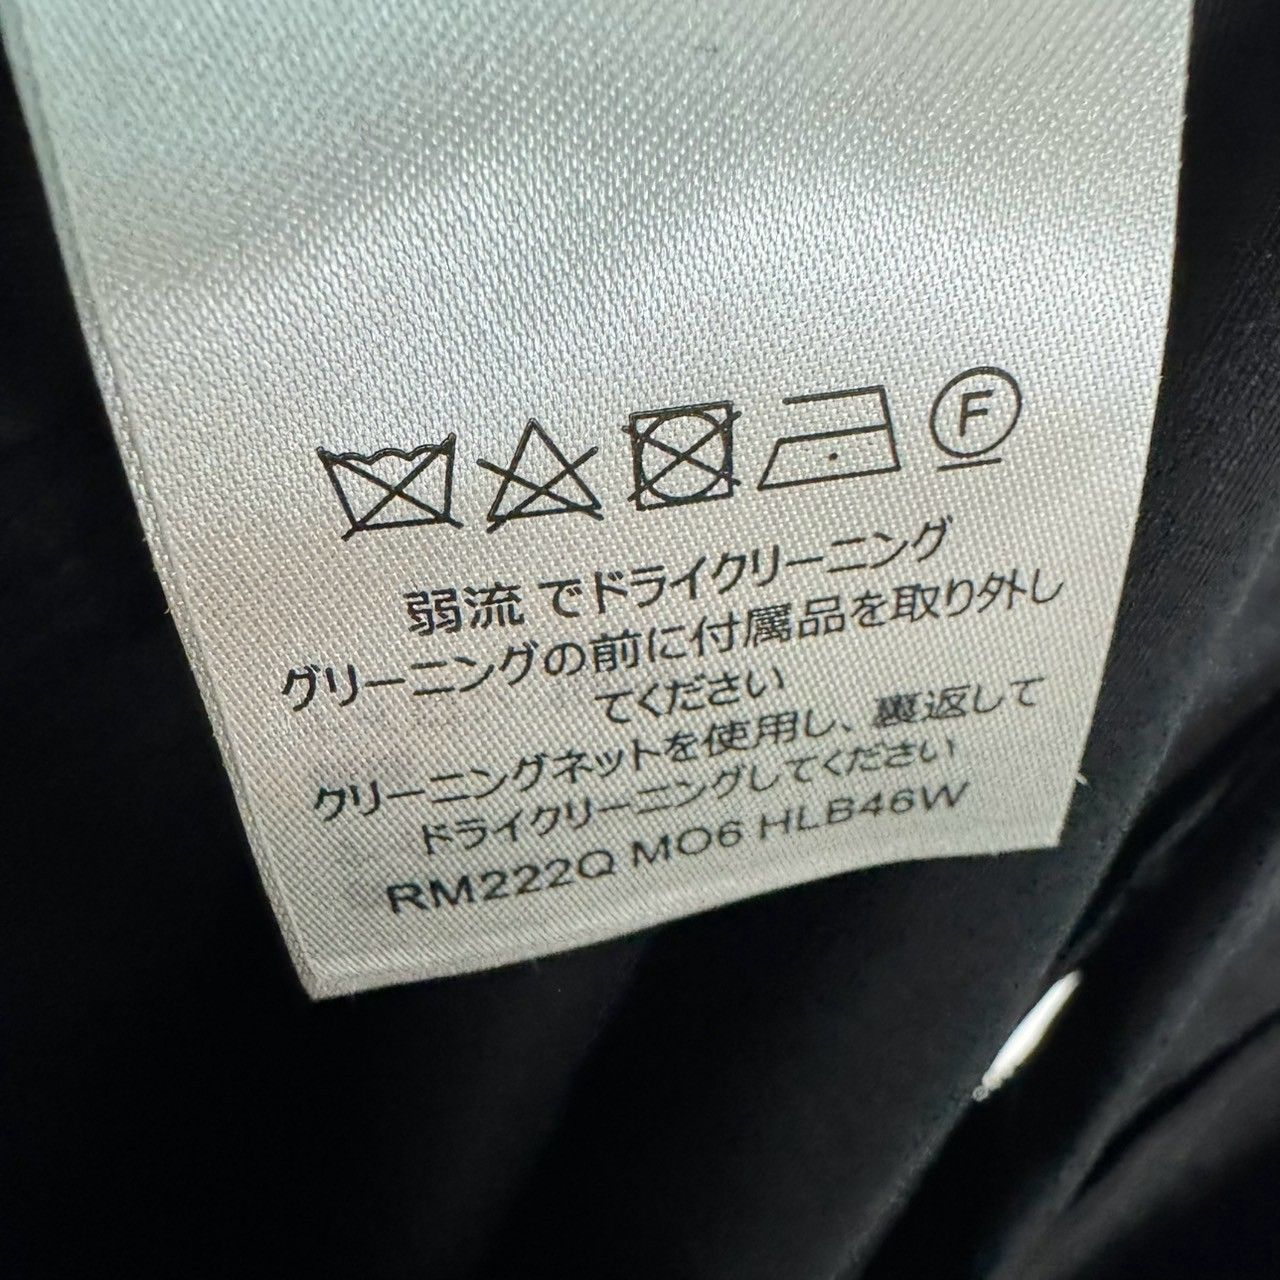 F
弱流 でドライクリーニング
グリーニングの前に付属品を取り外し
てください
クリーニングネットを使用し、裏返して
ドライクリーニングしてください
RM222Q MO6 HLB46W